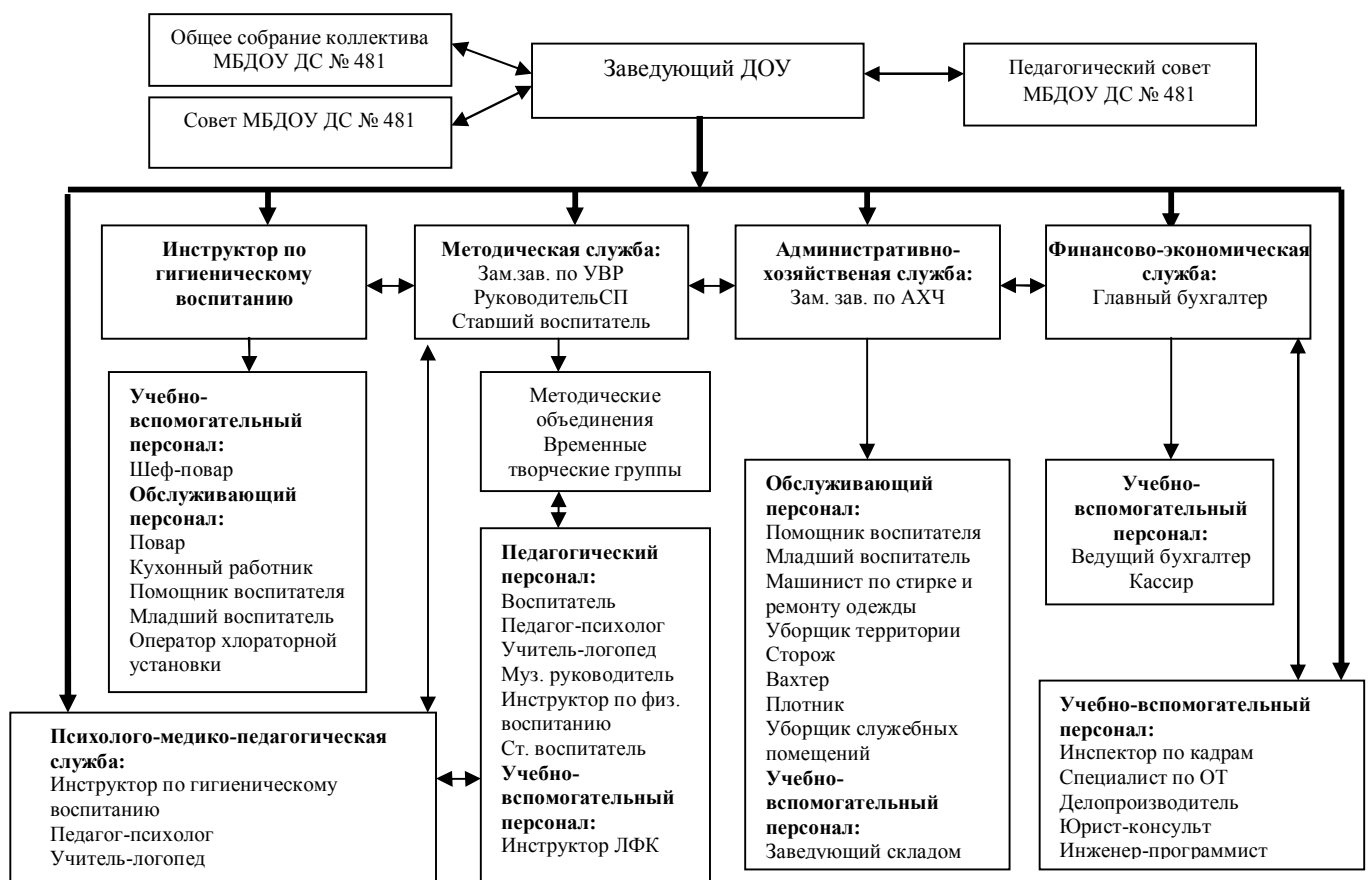 Общее собрание коллектива
МБДОУ ДС № 481
Заведующий ДОУ
Педагогический совет
МБДОУ ДС № 481
Совет МБДОУ ДС № 481
Инструктор по
гигиеническому
воспитанию
Методическая служба:
Зам.зав. по УВР
РуководительСП
Старший воспитатель
Административно-
хозяйственая служба:
Зам. зав. по АХЧ
Финансово-экономическая
служба:
Главный бухгалтер
Учебно-
вспомогательный
персонал:
Шеф-повар
Обслуживающий
персонал:
Повар
Кухонный работник
Помощник воспитателя
Младший воспитатель
Оператор хлораторной
установки
Методические
объединения
Временные
творческие группы
Обслуживающий
персонал:
Помощник воспитателя
Младший воспитатель
Машинист по стирке и
ремонту одежды
Уборщик территории
Сторож
Вахтер
Плотник
Уборщик служебных
помещений
Учебно-
вспомогательный
персонал:
Заведующий складом
Учебно-
вспомогательный
персонал:
Ведущий бухгалтер
Кассир
Педагогический
персонал:
Воспитатель
Педагог-психолог
Учитель-логопед
Муз. руководитель
Инструктор по физ.
воспитанию
Ст. воспитатель
Учебно-
вспомогательный
персонал:
Инструктор ЛФК
Психолого-медико-педагогическая
служба:
Инструктор по гигиеническому
воспитанию
Педагог-психолог
Учитель-логопед
Учебно-вспомогательный
персонал:
Инспектор по кадрам
Специалист по ОТ
Делопроизводитель
Юрист-консульт
Инженер-программист